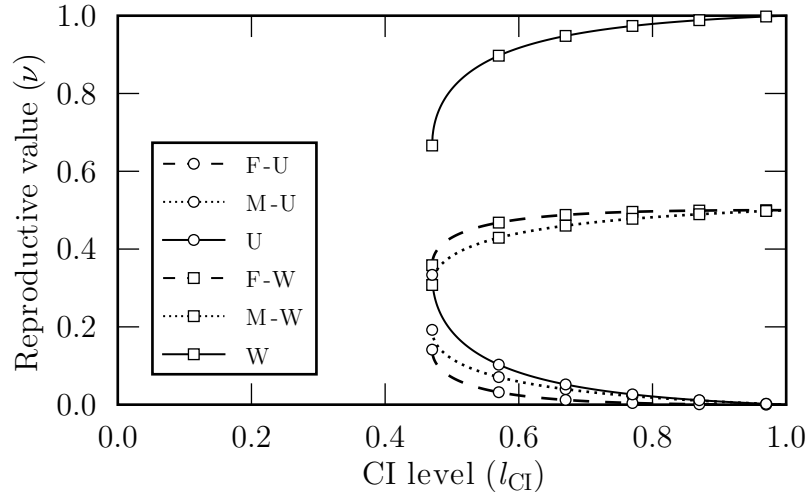 1.0
0.8
0.6
0.4
0.2
0.0
Reproductive value (ν)
F-U
M-U
U
F-W
M-W
W
0.0 0.2 0.4 0.6 0.8 1.0
CI level (l_CI)